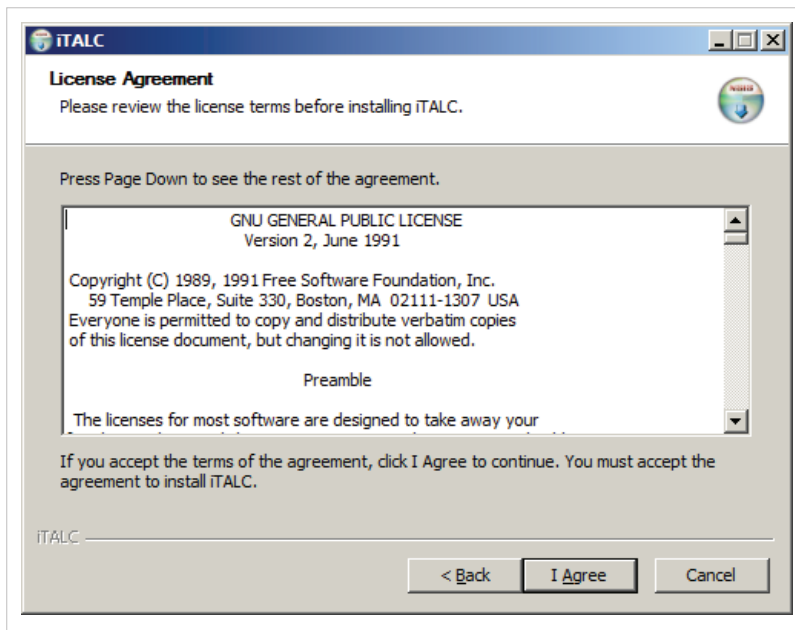 iTALC
License Agreement
Please review the license terms before installing iTALC.
Press Page Down to see the rest of the agreement.
GNU GENERAL PUBLIC LICENSE
Version 2, June 1991
Copyright (C) 1989, 1991 Free Software Foundation, Inc.
59 Temple Place, Suite 330, Boston, MA 02111-1307 USA
Everyone is permitted to copy and distribute verbatim copies
of this license document, but changing it is not allowed.
Preamble
The licenses for most software are designed to take away your
If you accept the terms of the agreement, click I Agree to continue. You must accept the
agreement to install iTALC.
iTALC
< Back
I Agree
Cancel